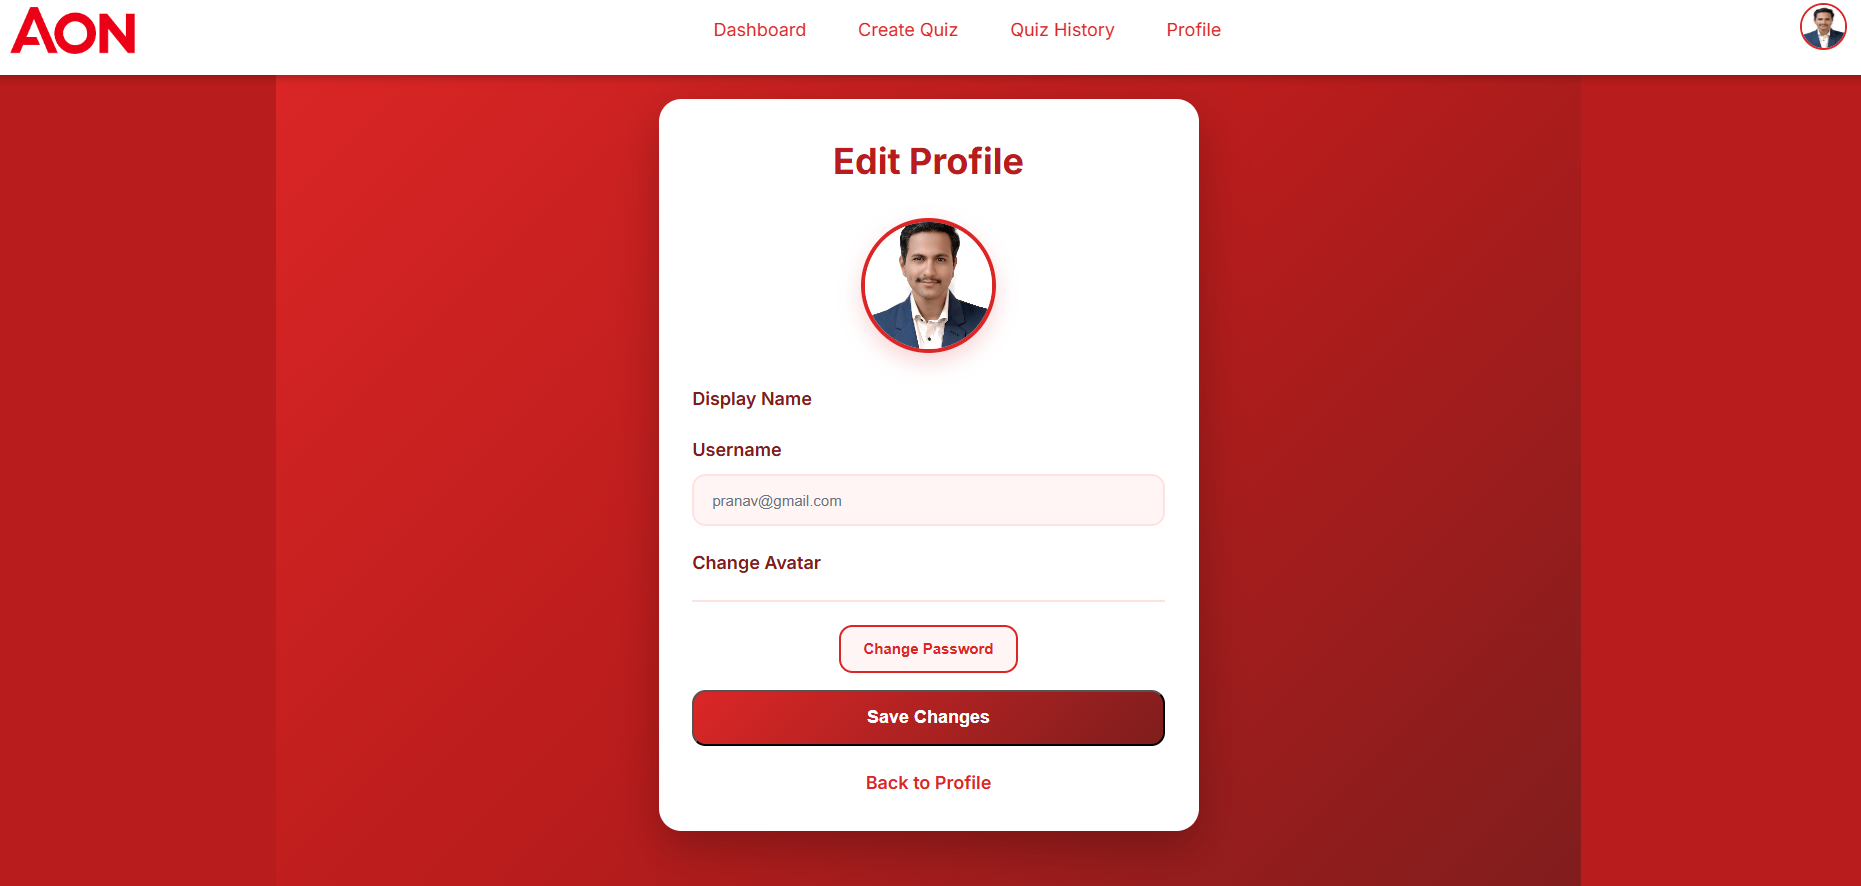 AON
Dashboard Create Quiz Quiz History Profile
Edit Profile
Display Name
Username
pranav@gmail.com
Change Avatar
Change Password
Save Changes
Back to Profile